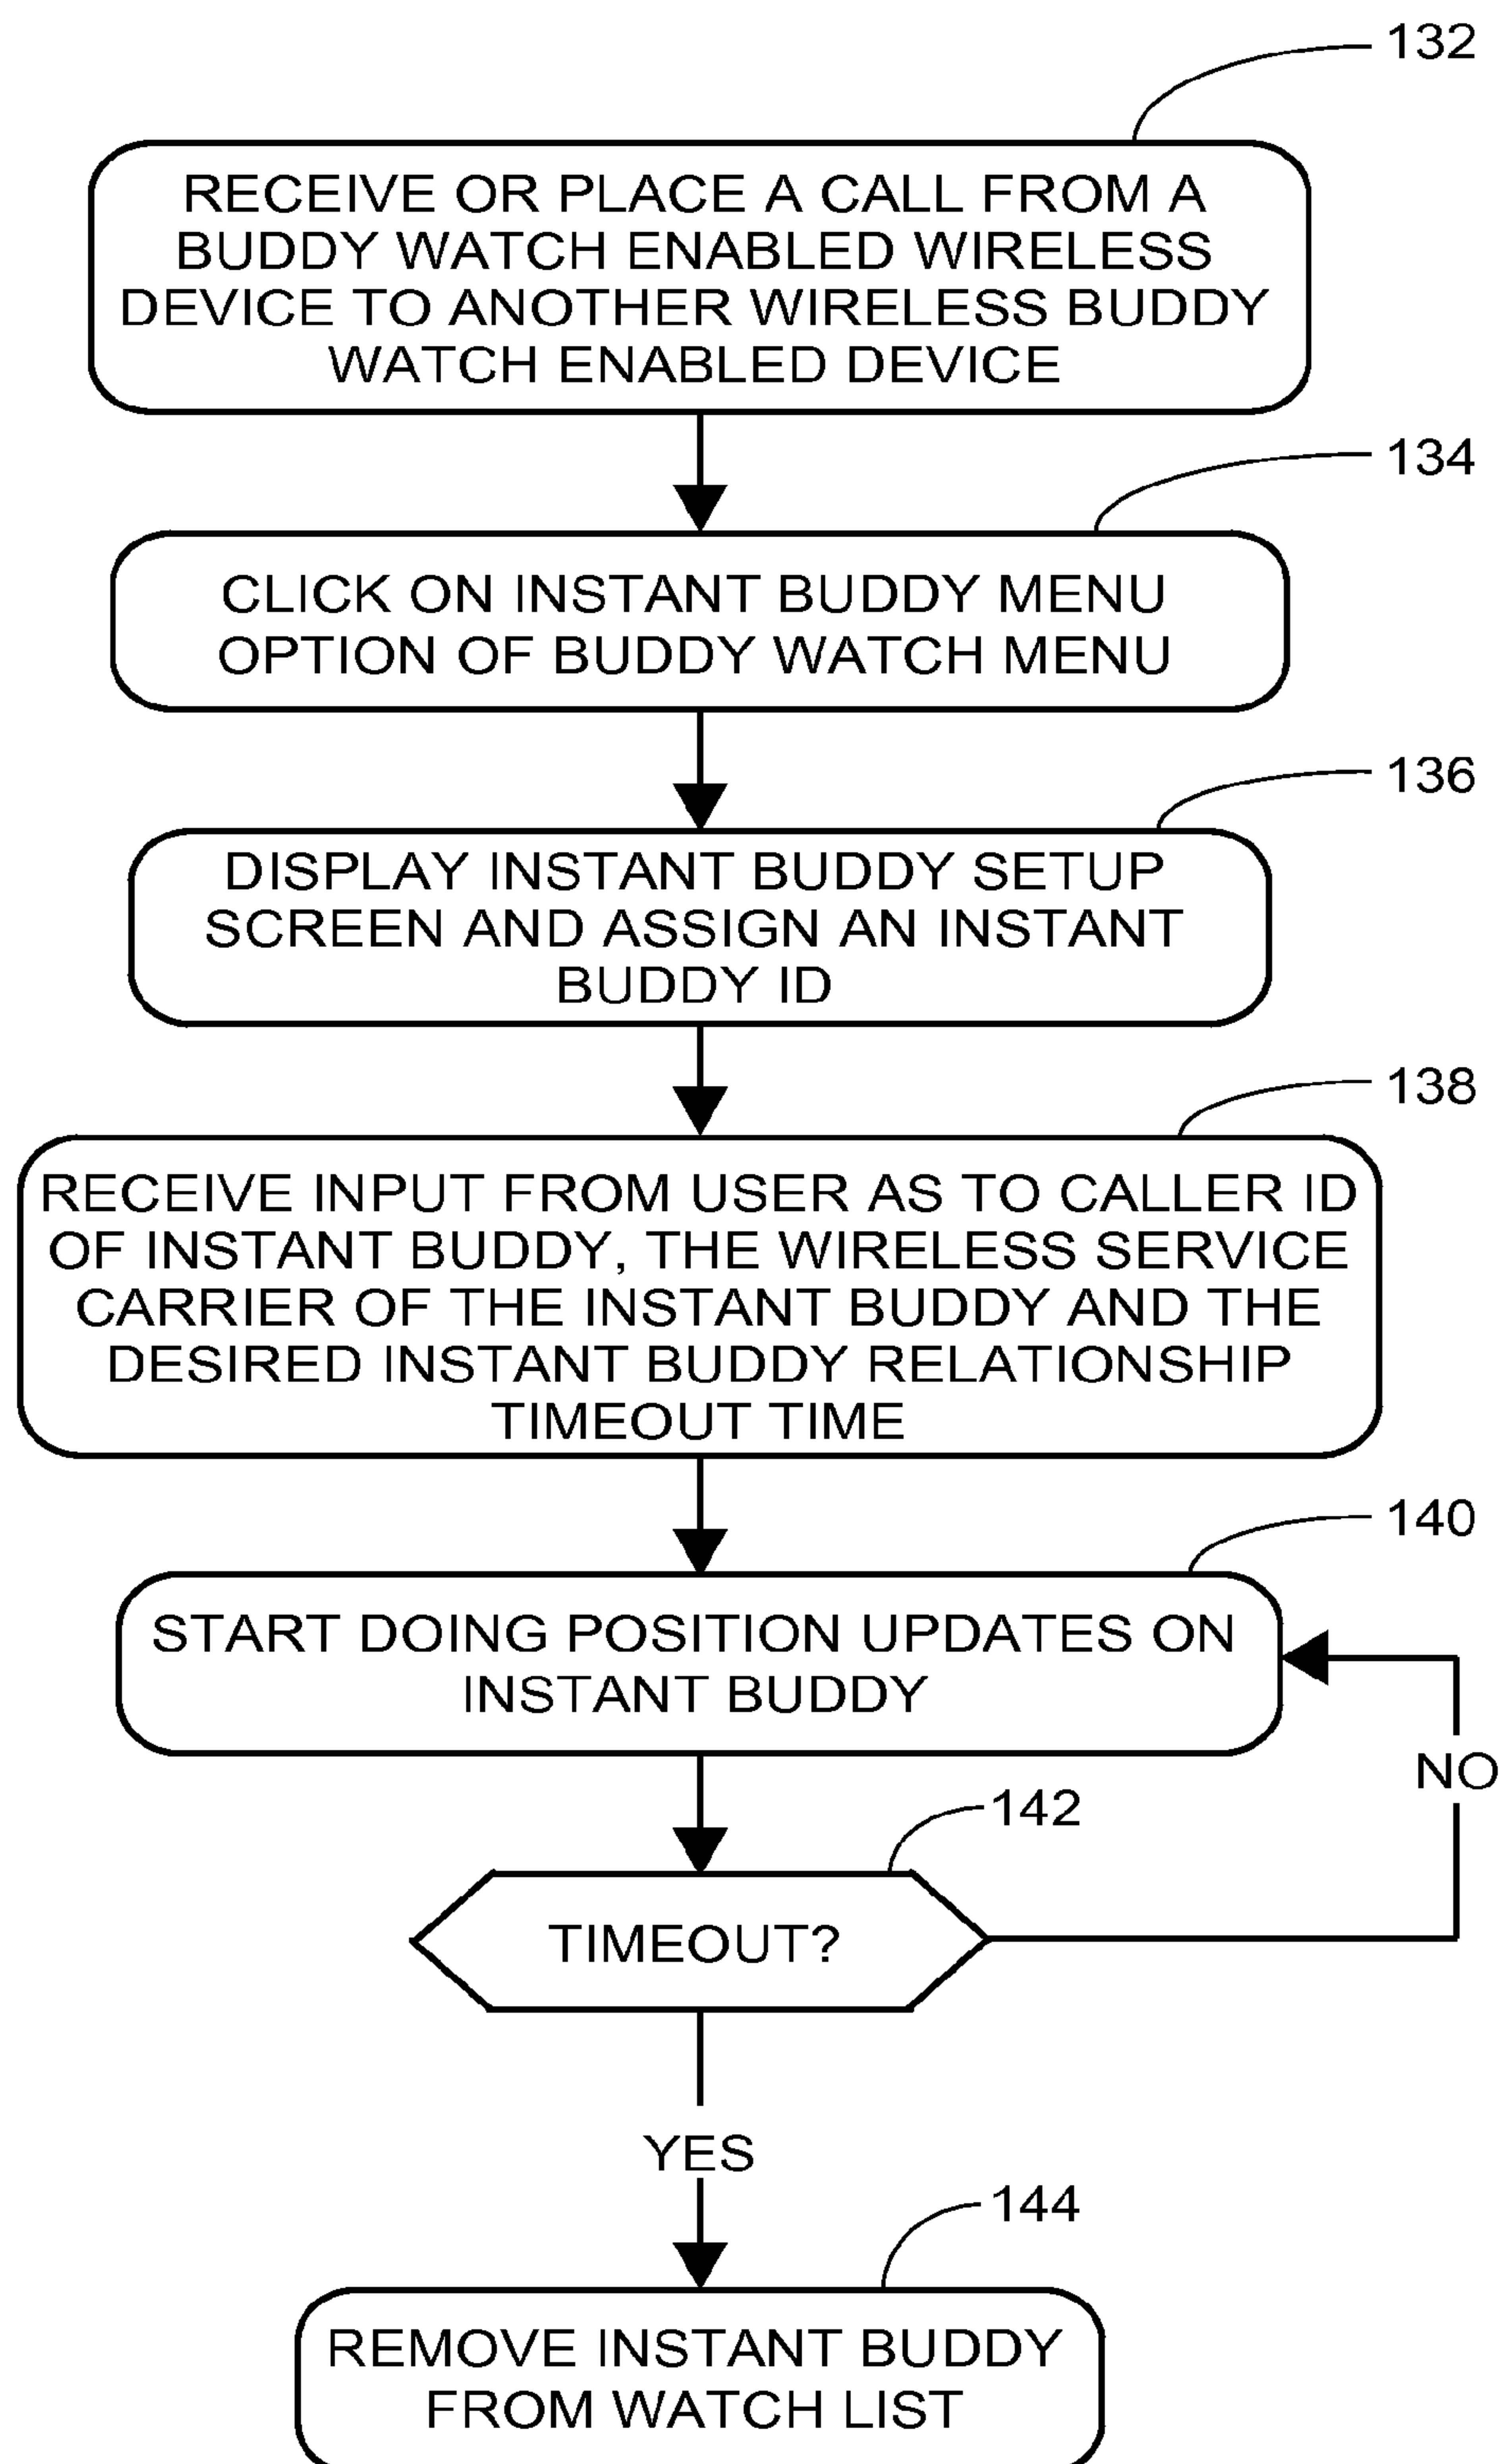 132
RECEIVE OR PLACE A CALL FROM A
BUDDY WATCH ENABLED WIRELESS
DEVICE TO ANOTHER WIRELESS BUDDY
WATCH ENABLED DEVICE
134
CLICK ON INSTANT BUDDY MENU
OPTION OF BUDDY WATCH MENU
136
DISPLAY INSTANT BUDDY SETUP
SCREEN AND ASSIGN AN INSTANT
BUDDY ID
138
RECEIVE INPUT FROM USER AS TO CALLER ID
OF INSTANT BUDDY, THE WIRELESS SERVICE
CARRIER OF THE INSTANT BUDDY AND THE
DESIRED INSTANT BUDDY RELATIONSHIP
TIMEOUT TIME
140
START DOING POSITION UPDATES ON
INSTANT BUDDY
NO
142
TIMEOUT?
YES
144
REMOVE INSTANT BUDDY
FROM WATCH LIST